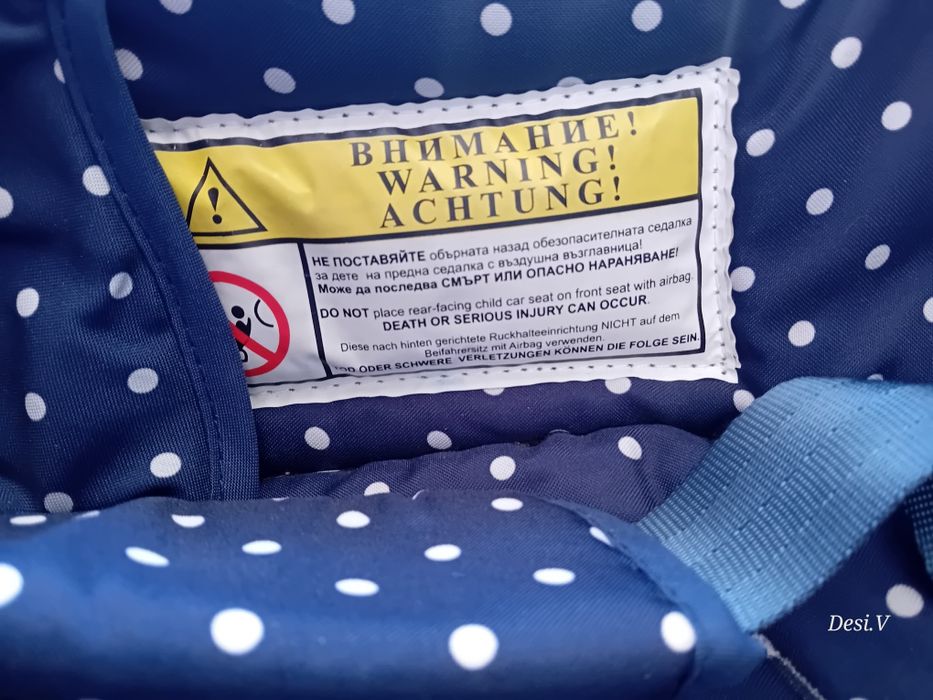 ВНИМАНИЕ!
WARNING!
ACHTUNG!
НЕ ПОСТАВЯЙТЕ обърната назад обезопасителната седалка
за дете на предна седалка с въздушна възглавница!
Може да последва СМЪРТ ИЛИ ОПАСНО НАРАНЯВАНЕ!
DO NOT place rear-facing child car seat on front seat with airbag.
DEATH OR SERIOUS INJURY CAN OCCUR.
Diese nach hinten gerichtete Ruckhalteeinrichtung NICHT auf dem
Beifahrersitz mit Airbag verwenden.
TOD ODER SCHWERE VERLETZUNGEN KÖNNEN DIE FOLGE SEIN.
Desi.V